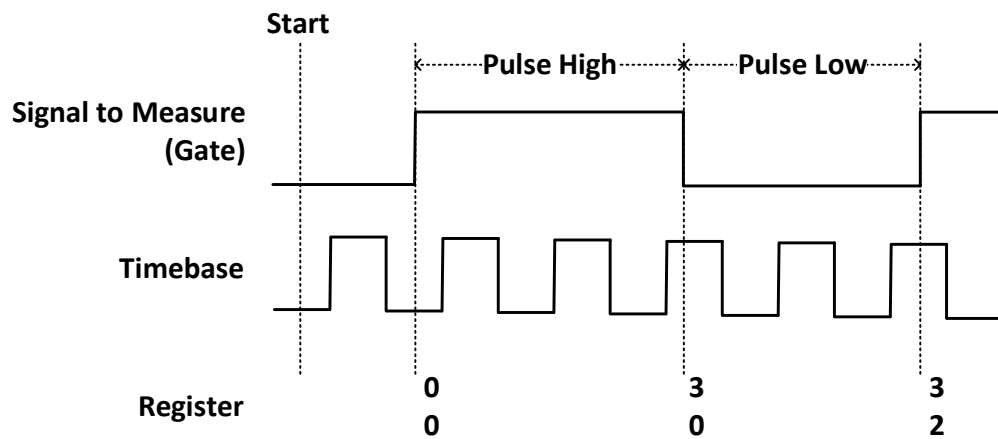 Start
Pulse High Pulse Low
Signal to Measure
(Gate)
Timebase
0 3 3
Register
0 0 2